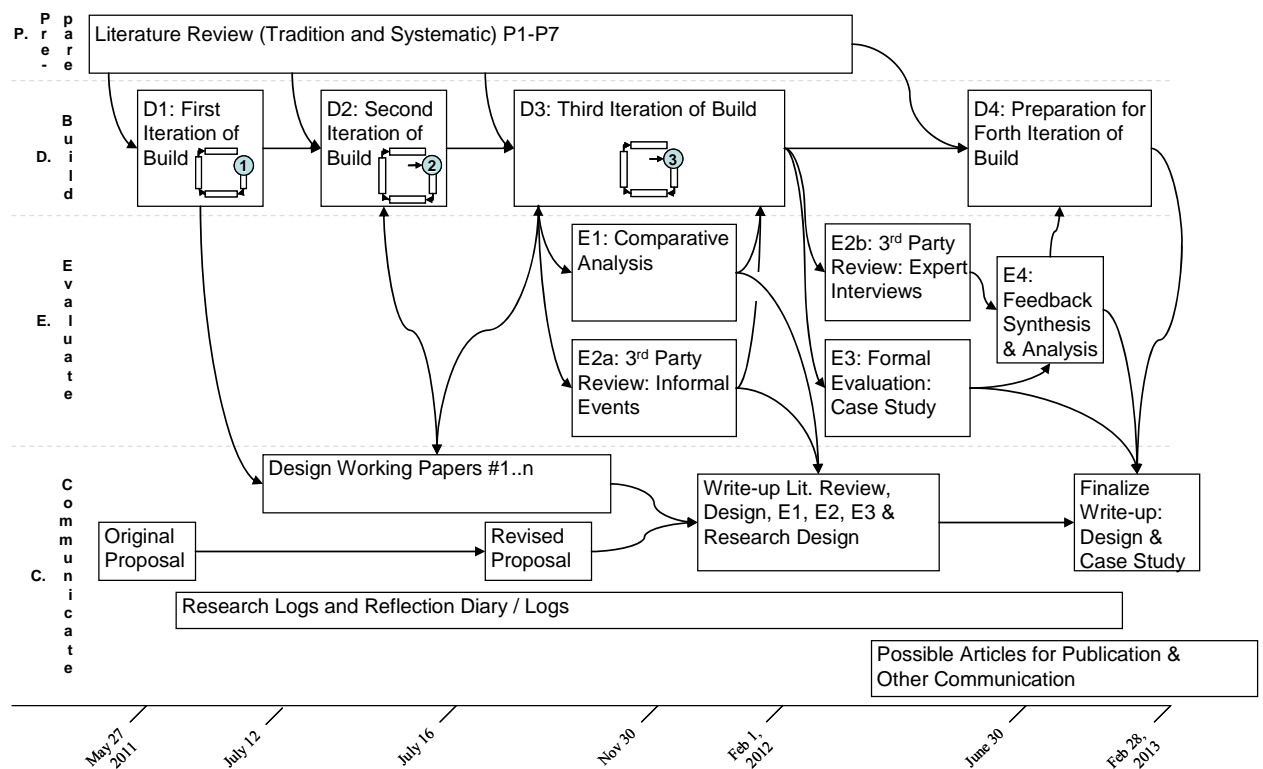 P.
Pre-
pare
Literature Review (Tradition and Systematic) P1-P7
D.
Build
D1: First
Iteration of
Build
1
D2: Second
Iteration of
Build
2
D3: Third Iteration of Build
3
D4: Preparation for
Forth Iteration of
Build
E.
Evaluate
E1: Comparative
Analysis
E2a: 3rd Party
Review: Informal
Events
E2b: 3rd Party
Review: Expert
Interviews
E3: Formal
Evaluation:
Case Study
E4:
Feedback
Synthesis
& Analysis
C.
Communicate
Design Working Papers #1..n
Original
Proposal
Revised
Proposal
Write-up Lit. Review,
Design, E1, E2, E3 &
Research Design
Finalize
Write-up:
Design &
Case Study
Research Logs and Reflection Diary / Logs
Possible Articles for Publication &
Other Communication
May 27
2011
July 12
July 16
Nov 30
Feb 1,
2012
June 30
Feb 28,
2013